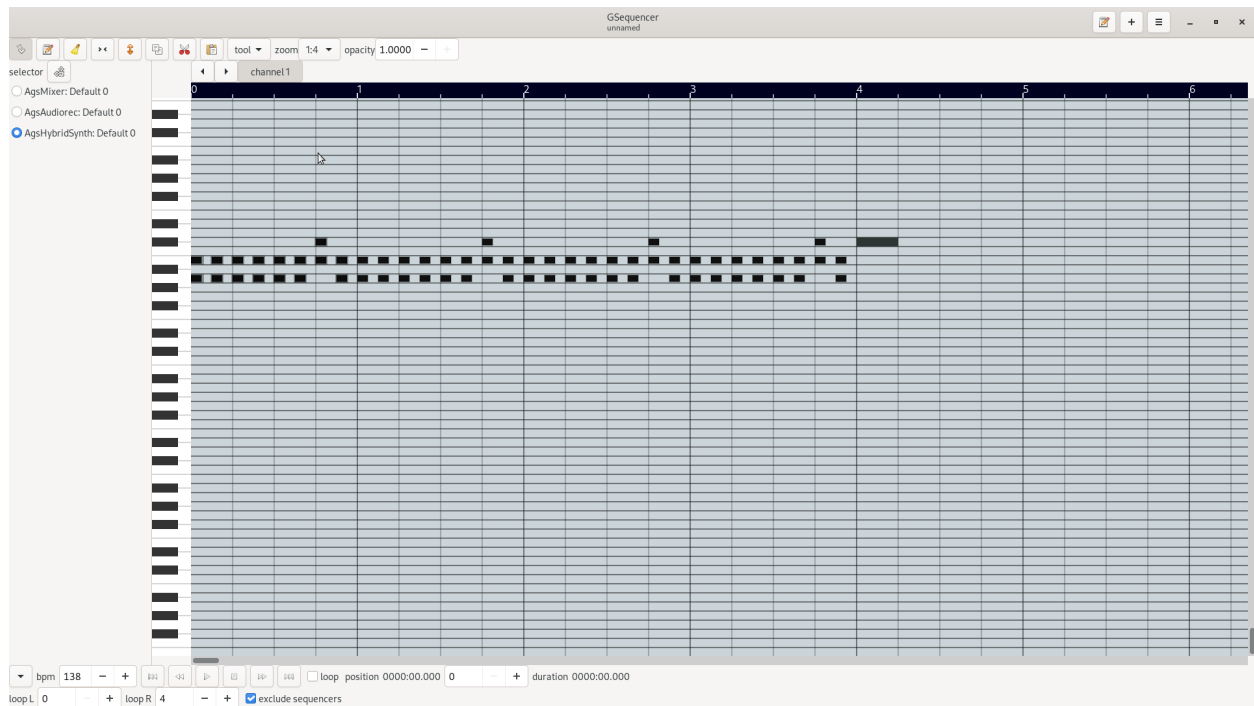 GSequencer
unnamed
tool zoom 1:4 opacity 1.0000
selector channel 1
AgsMixer: Default 0
AgsAudiorec: Default 0
AgsHybridSynth: Default 0
0 1 2 3 4 5 6
bpm 138 loop position 0000:00.000 0 duration 0000:00.000
loop L 0 loop R 4 exclude sequencers